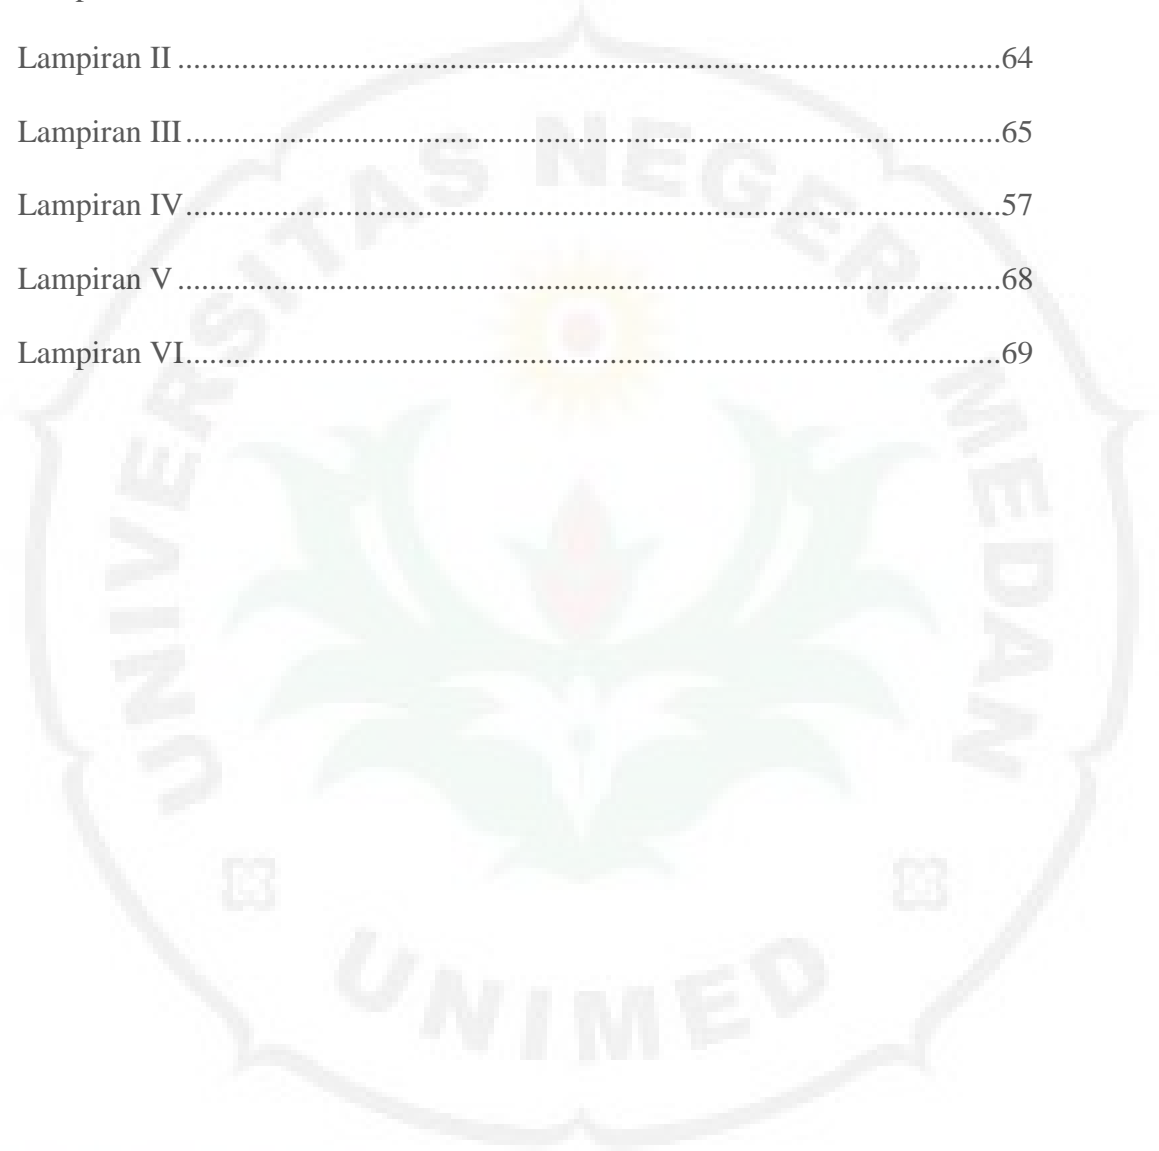 Lampiran II ........................................................................................................64
Lampiran III .......................................................................................................65
Lampiran IV.......................................................................................................57
Lampiran V ........................................................................................................68
Lampiran VI.......................................................................................................69
UNIVERSITAS NEGERI MEDAN
UNIMED